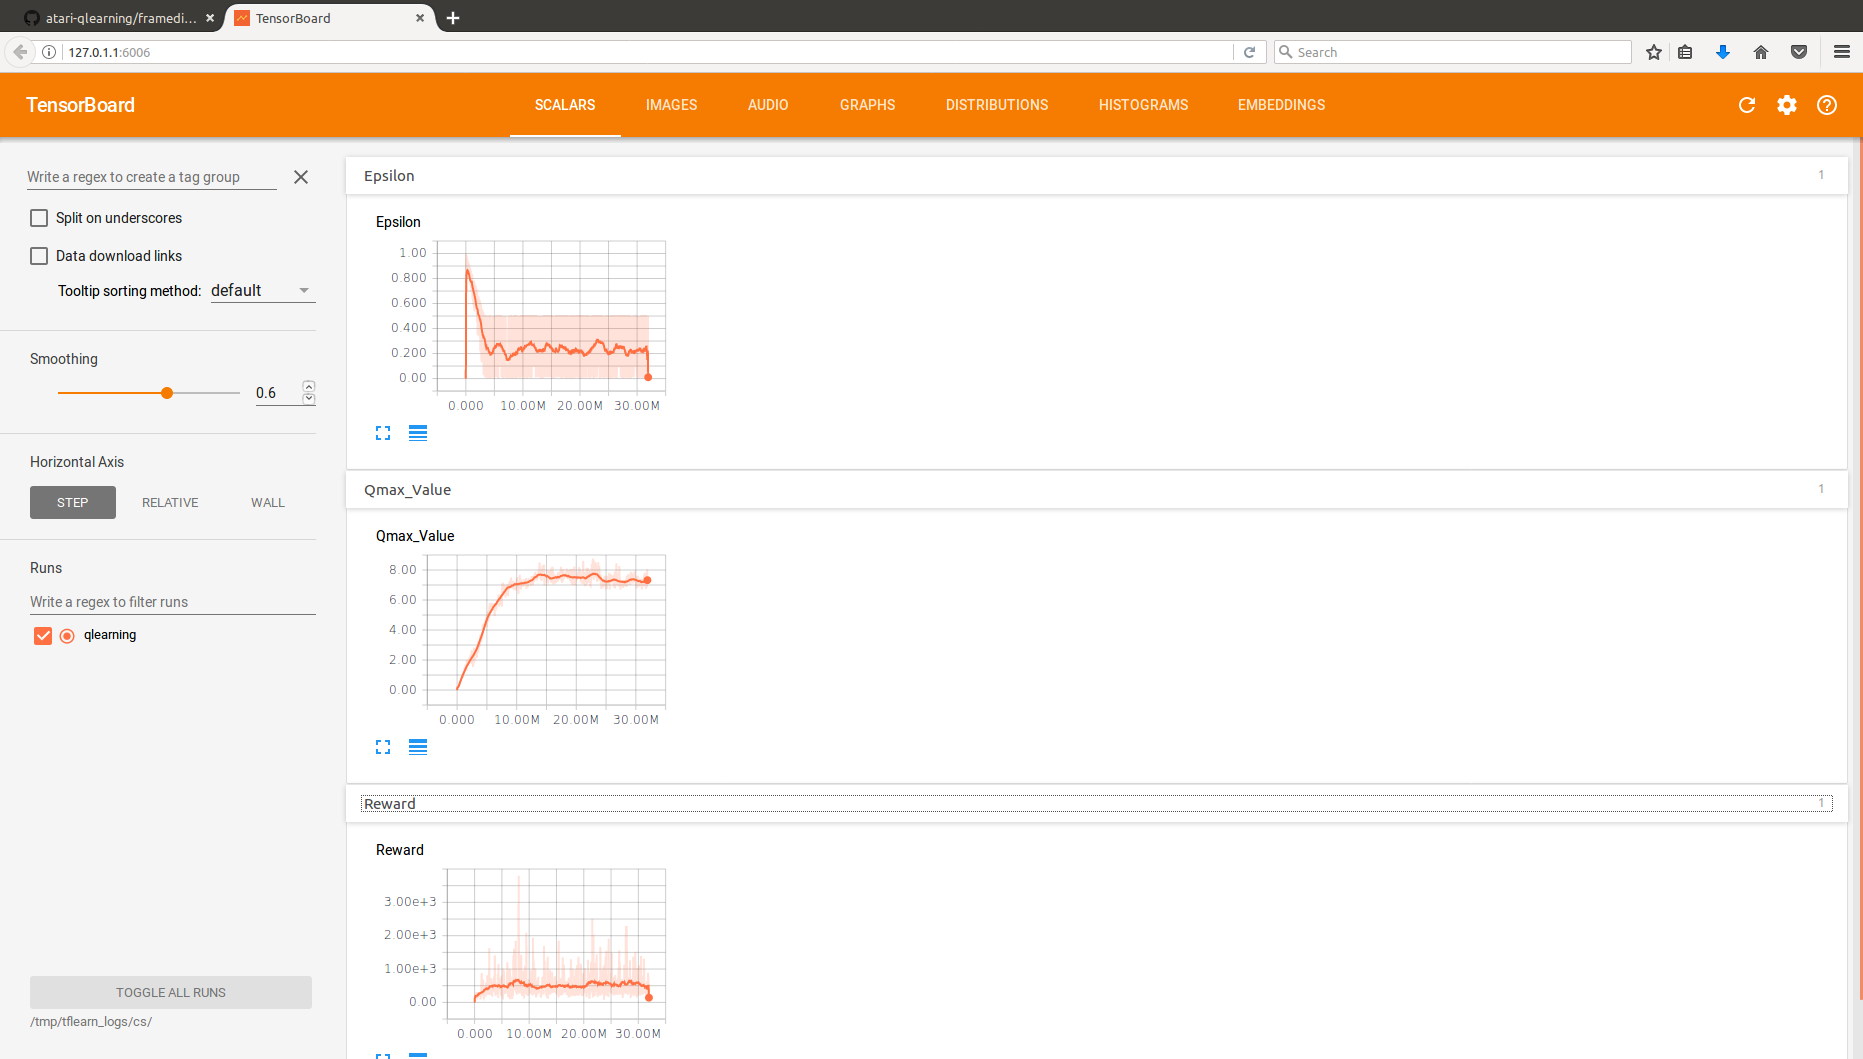 atari-qlearning/framedi...
TensorBoard
127.0.1.1:6006
Search
TensorBoard
SCALARS
IMAGES
AUDIO
GRAPHS
DISTRIBUTIONS
HISTOGRAMS
EMBEDDINGS
Write a regex to create a tag group
Split on underscores
Data download links
Tooltip sorting method: default
Smoothing
0.6
Horizontal Axis
STEP
RELATIVE
WALL
Runs
Write a regex to filter runs
qlearning
TOGGLE ALL RUNS
/tmp/tflearn_logs/cs/
Epsilon 1
Epsilon
1.00
0.800
0.600
0.400
0.200
0.00
0.000 10.00M 20.00M 30.00M
Qmax_Value 1
Qmax_Value
8.00
6.00
4.00
2.00
0.00
0.000 10.00M 20.00M 30.00M
Reward 1
Reward
3.00e+3
2.00e+3
1.00e+3
0.00
0.000 10.00M 20.00M 30.00M